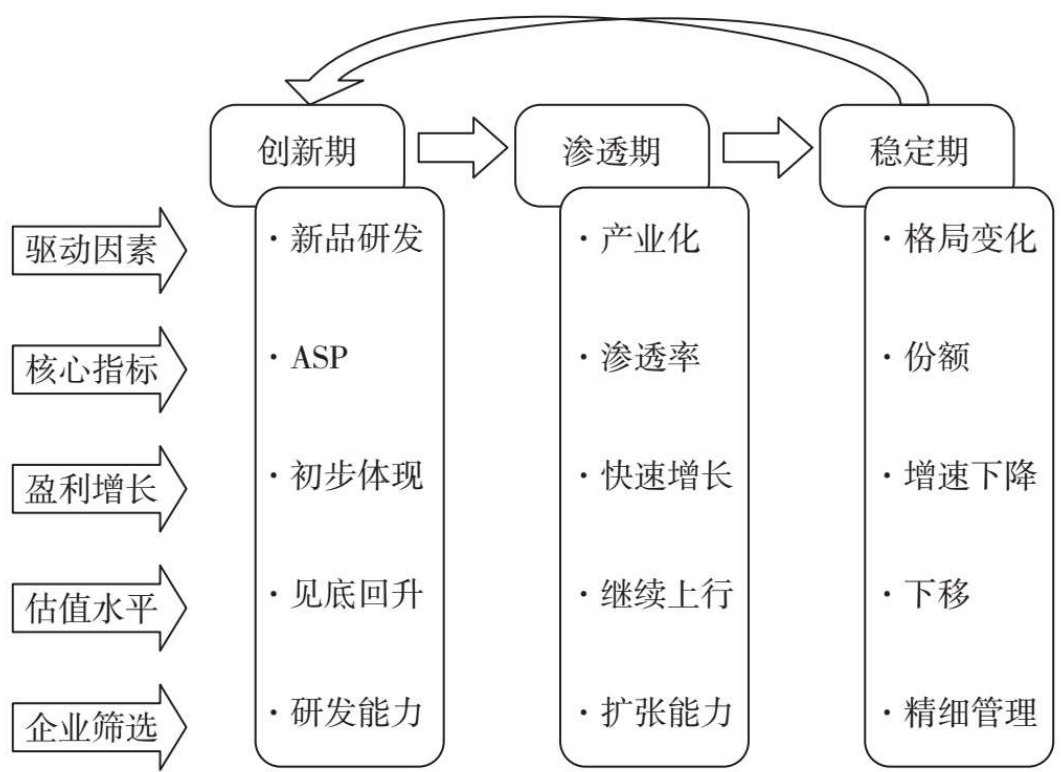 创新期 渗透期 稳定期
驱动因素 ·新品研发 ·产业化 ·格局变化
核心指标 ·ASP ·渗透率 ·份额
盈利增长 ·初步体现 ·快速增长 ·增速下降
估值水平 ·见底回升 ·继续上行 ·下移
企业筛选 ·研发能力 ·扩张能力 ·精细管理